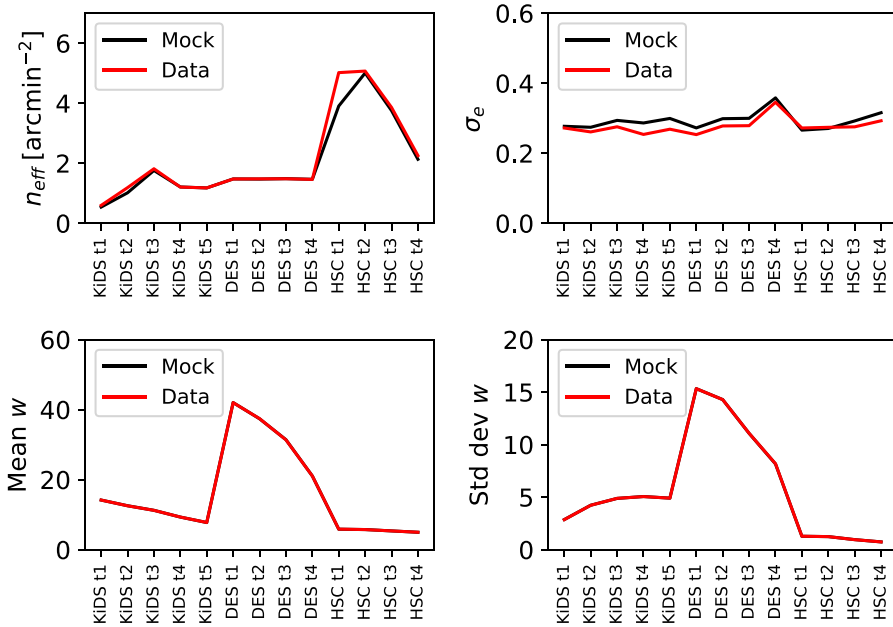 n_eff [arcmin⁻²]
6
4
2
0
Mock
Data
KiDS t1
KiDS t2
KiDS t3
KiDS t4
KiDS t5
DES t1
DES t2
DES t3
DES t4
HSC t1
HSC t2
HSC t3
HSC t4
σ_e
0.6
0.4
0.2
0.0
Mock
Data
KiDS t1
KiDS t2
KiDS t3
KiDS t4
KiDS t5
DES t1
DES t2
DES t3
DES t4
HSC t1
HSC t2
HSC t3
HSC t4
Mean w
60
40
20
0
Mock
Data
KiDS t1
KiDS t2
KiDS t3
KiDS t4
KiDS t5
DES t1
DES t2
DES t3
DES t4
HSC t1
HSC t2
HSC t3
HSC t4
Std dev w
20
15
10
5
0
Mock
Data
KiDS t1
KiDS t2
KiDS t3
KiDS t4
KiDS t5
DES t1
DES t2
DES t3
DES t4
HSC t1
HSC t2
HSC t3
HSC t4